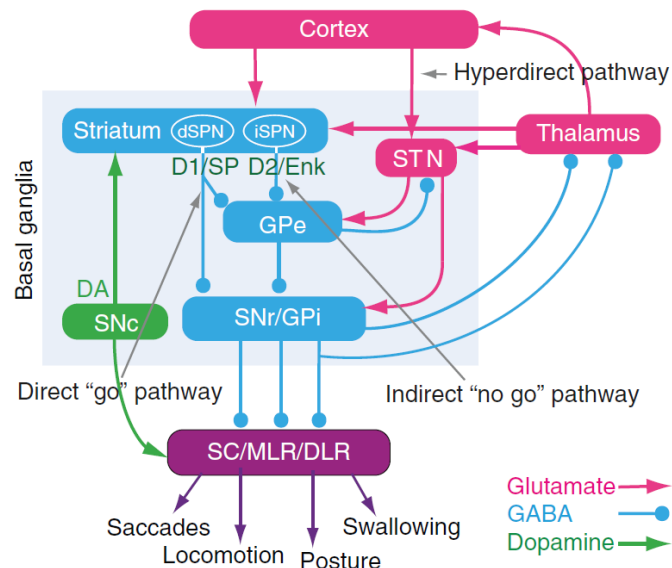 Cortex
Hyperdirect pathway
Striatum
dSPN
iSPN
Thalamus
STN
D1/SP
D2/Enk
GPe
Basal ganglia
DA
SNc
SNr/GPi
Direct “go” pathway
Indirect “no go” pathway
SC/MLR/DLR
Saccades
Locomotion
Posture
Swallowing
Glutamate
GABA
Dopamine